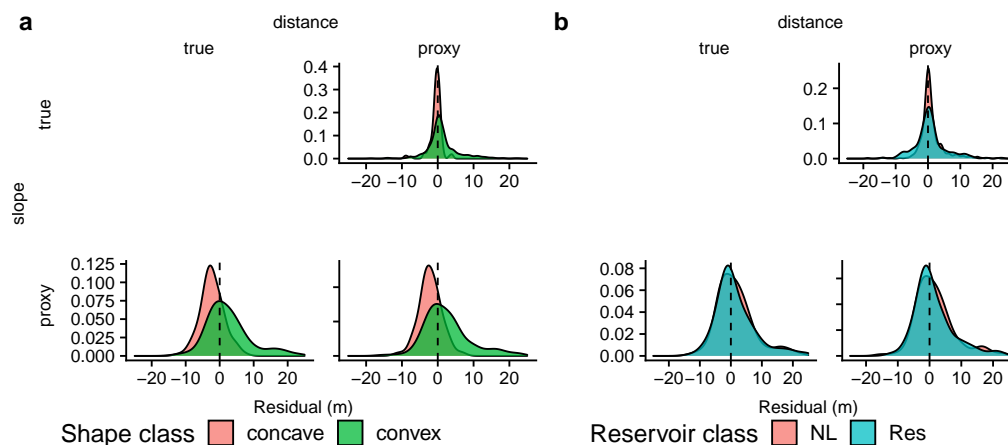 a
distance
true
proxy
true
0.4
0.3
0.2
0.1
0.0
−20 −10 0 10 20
slope
proxy
0.125
0.100
0.075
0.050
0.025
0.000
−20 −10 0 10 20
−20 −10 0 10 20
Residual (m)
Shape class concave convex
b
distance
true
proxy
0.2
0.1
0.0
−20 −10 0 10 20
0.08
0.06
0.04
0.02
0.00
−20 −10 0 10 20
−20 −10 0 10 20
Residual (m)
Reservoir class NL Res